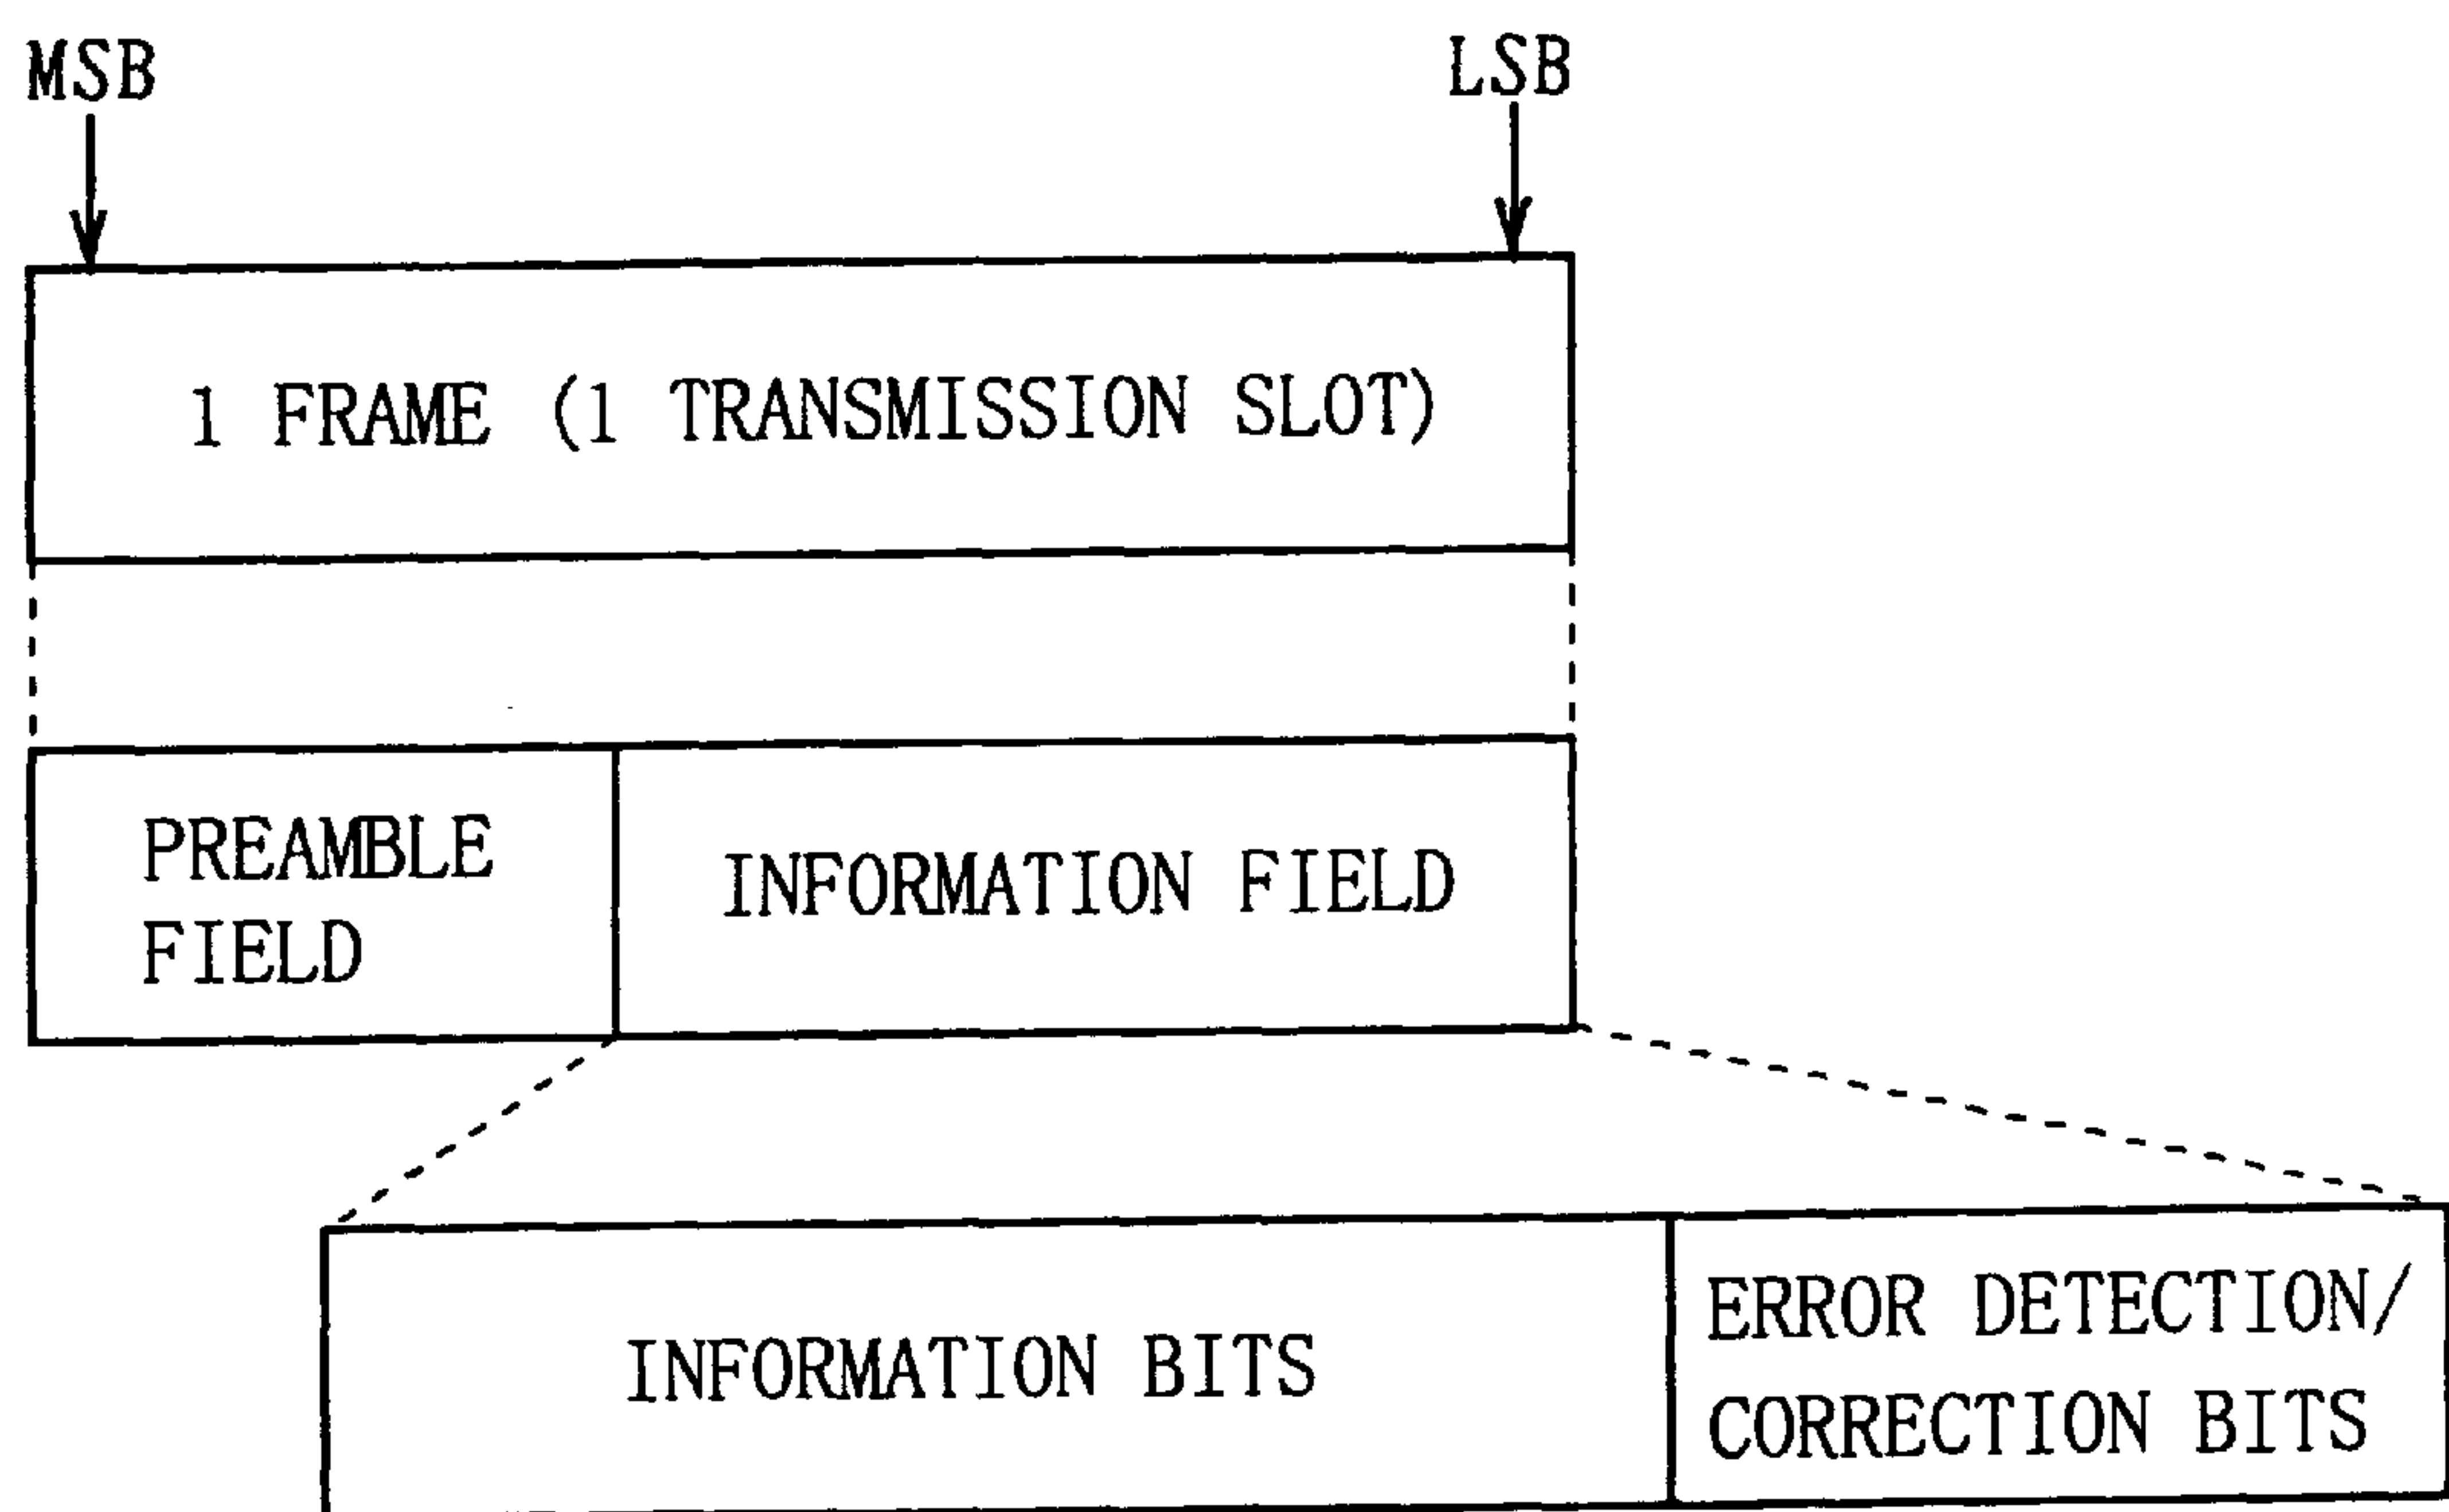 MSB
LSB
1 FRAME (1 TRANSMISSION SLOT)
PREAMBLE
FIELD
INFORMATION FIELD
INFORMATION BITS
ERROR DETECTION/
CORRECTION BITS